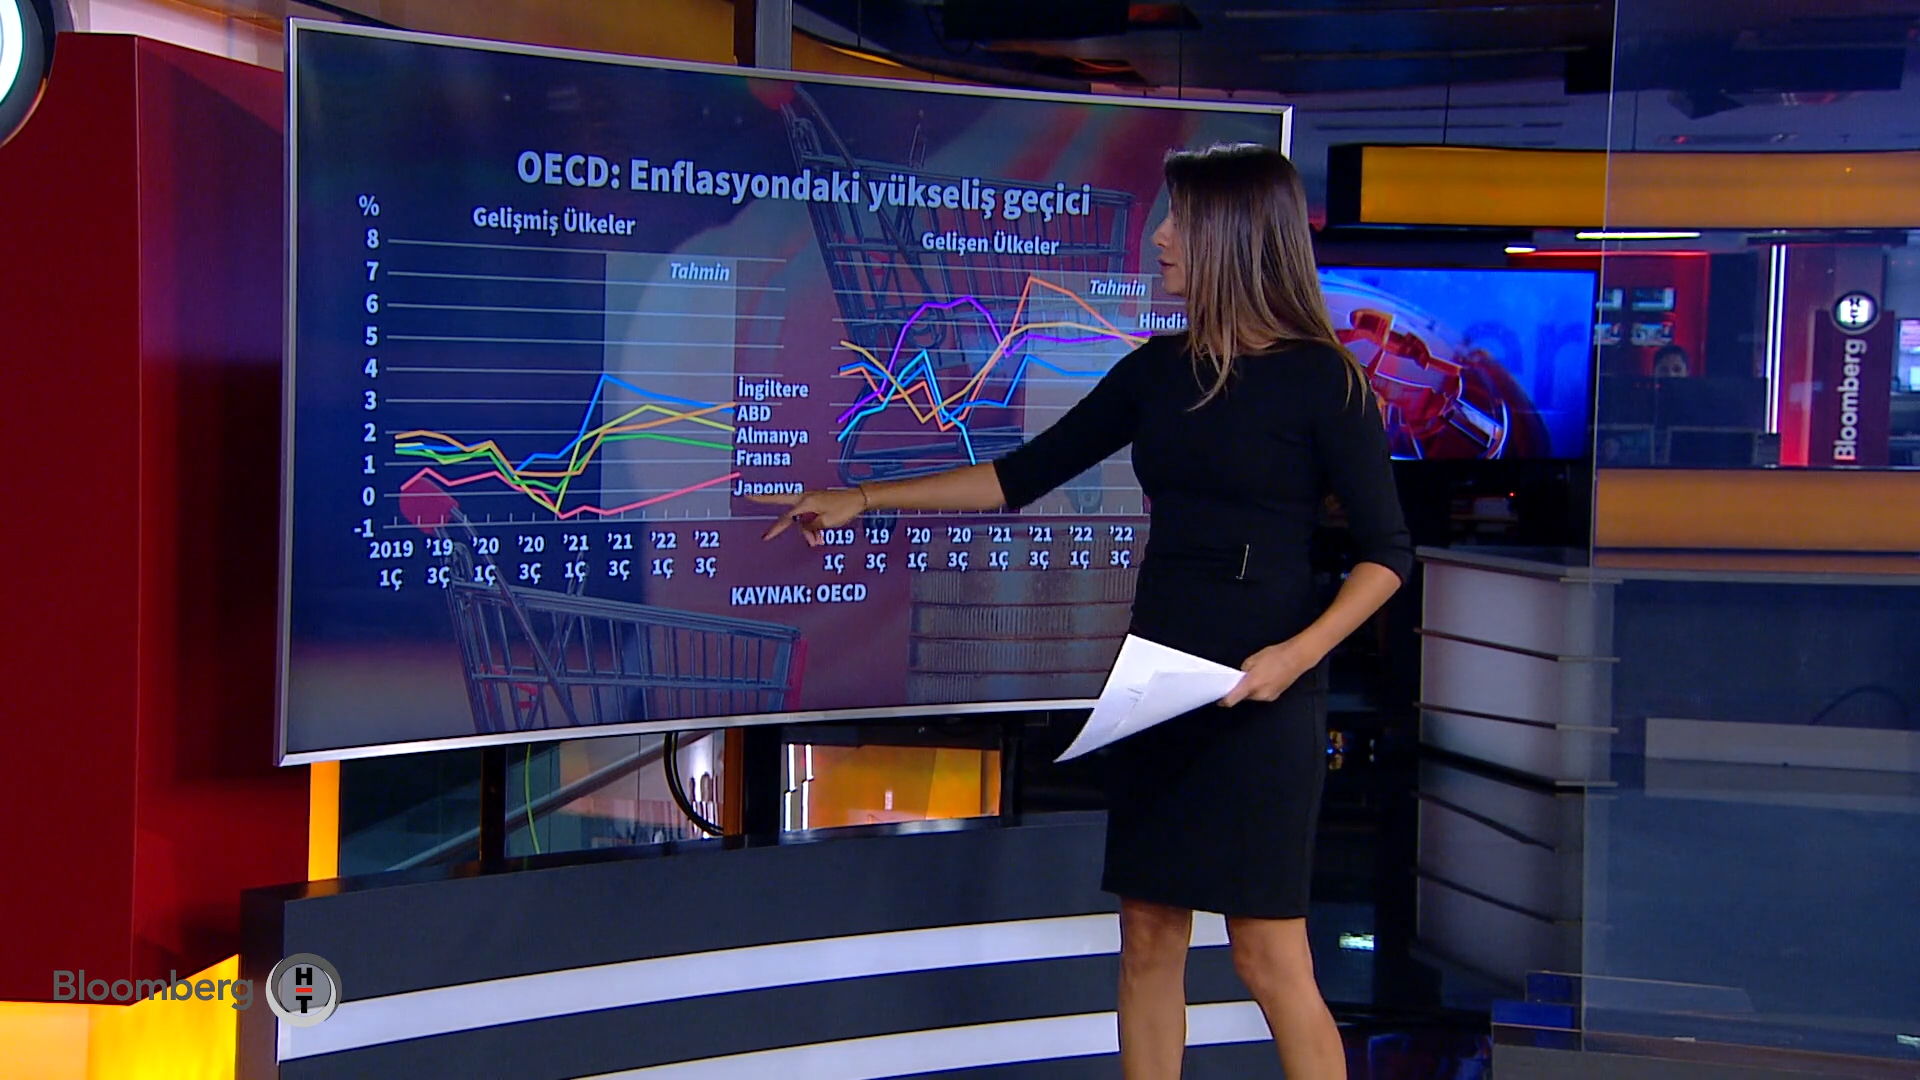 OECD: Enflasyondaki yükseliş geçici
%
Gelişmiş Ülkeler
8
7
6
5
4
3
2
1
0
-1
Tahmin
İngiltere
ABD
Almanya
Fransa
Japonya
2019 '19 '20 '20 '21 '21 '22 '22
1Ç 3Ç 1Ç 3Ç 1Ç 3Ç 1Ç 3Ç
Gelişen Ülkeler
Tahmin
Hindis
2019 '19 '20 '20 '21 '21 '22 '22
1Ç 3Ç 1Ç 3Ç 1Ç 3Ç 1Ç 3Ç
KAYNAK: OECD
Bloomberg
HT
Bloomberg HT